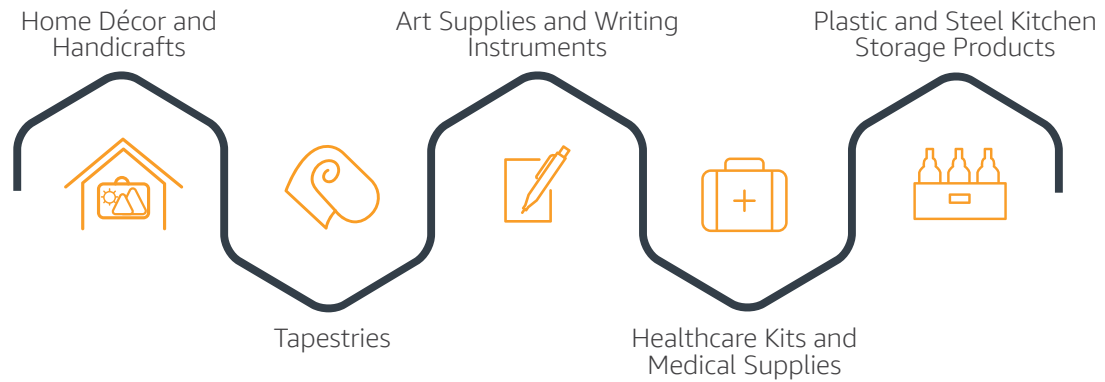 Home Décor and
Handicrafts
Art Supplies and Writing
Instruments
Plastic and Steel Kitchen
Storage Products
Tapestries
Healthcare Kits and
Medical Supplies